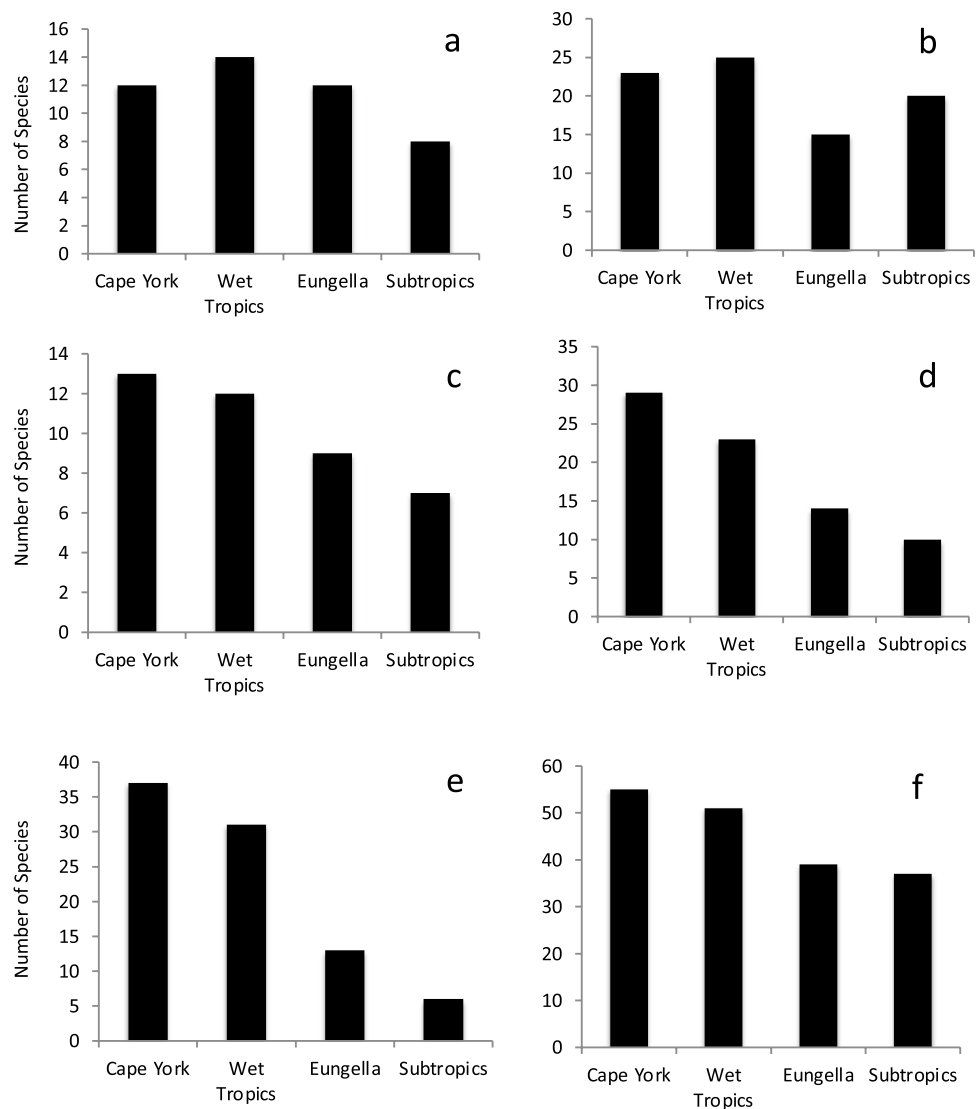 a
Number of Species
16
14
12
10
8
6
4
2
0
Cape York
Wet
Tropics
Eungella
Subtropics
b
30
25
20
15
10
5
0
Cape York
Wet
Tropics
Eungella
Subtropics
c
Number of Species
14
12
10
8
6
4
2
0
Cape York
Wet
Tropics
Eungella
Subtropics
d
35
30
25
20
15
10
5
0
Cape York
Wet
Tropics
Eungella
Subtropics
e
Number of Species
40
35
30
25
20
15
10
5
0
Cape York
Wet
Tropics
Eungella
Subtropics
f
60
50
40
30
20
10
0
Cape York
Wet
Tropics
Eungella
Subtropics